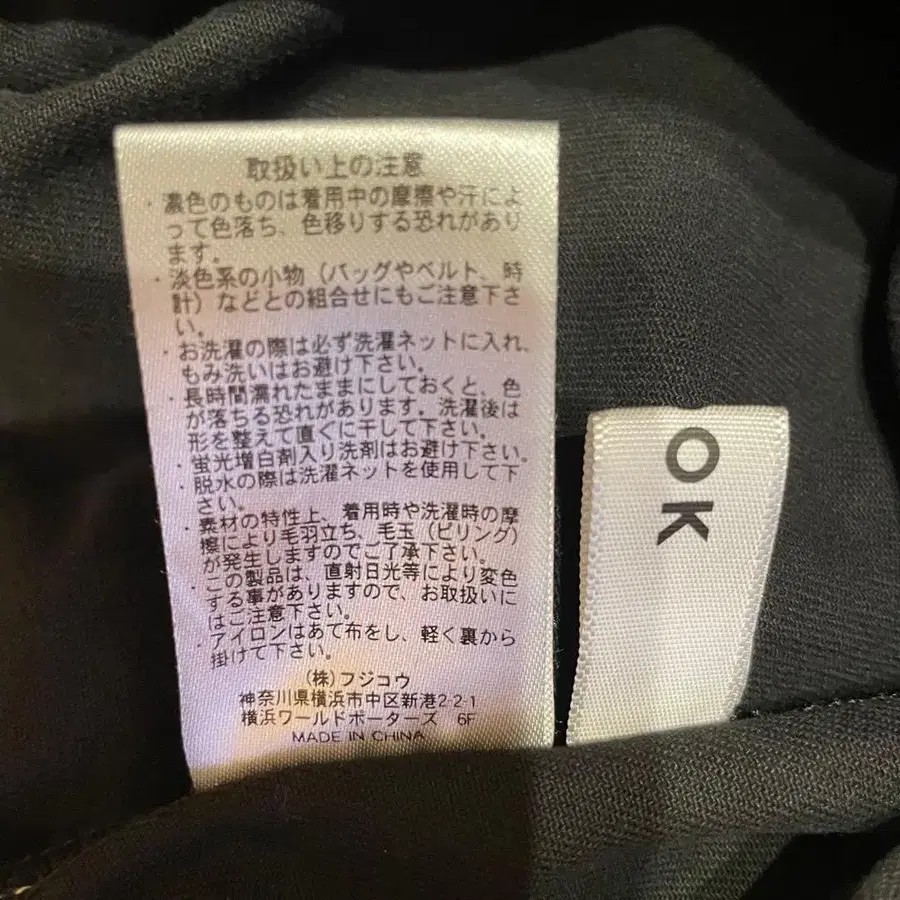 取扱い上の注意
・濃色のものは着用中の摩擦や汗によ
って色落ち、色移りする恐れがあり
ます。
・淡色系の小物（バッグやベルト、時
計）などとの組合せにもご注意下さ
い。
・お洗濯の際は必ず洗濯ネットに入れ、
もみ洗いはお避け下さい。
・長時間濡れたままにしておくと、色
が落ちる恐れがあります。洗濯後は
形を整えて直ぐに干して下さい。
・蛍光増白剤入り洗剤はお避け下さい。
・脱水の際は洗濯ネットを使用して下
さい。
・素材の特性上、着用時や洗濯時の摩
擦により毛羽立ち、毛玉（ピリング）
が発生しますのでご了承下さい。
・この製品は、直射日光等により変色
する事がありますので、お取扱いに
はご注意下さい。
・アイロンはあて布をし、軽く裏から
掛けて下さい。
（株）フジコウ
神奈川県横浜市中区新港2-2-1
横浜ワールドポーターズ 6F
MADE IN CHINA
OK